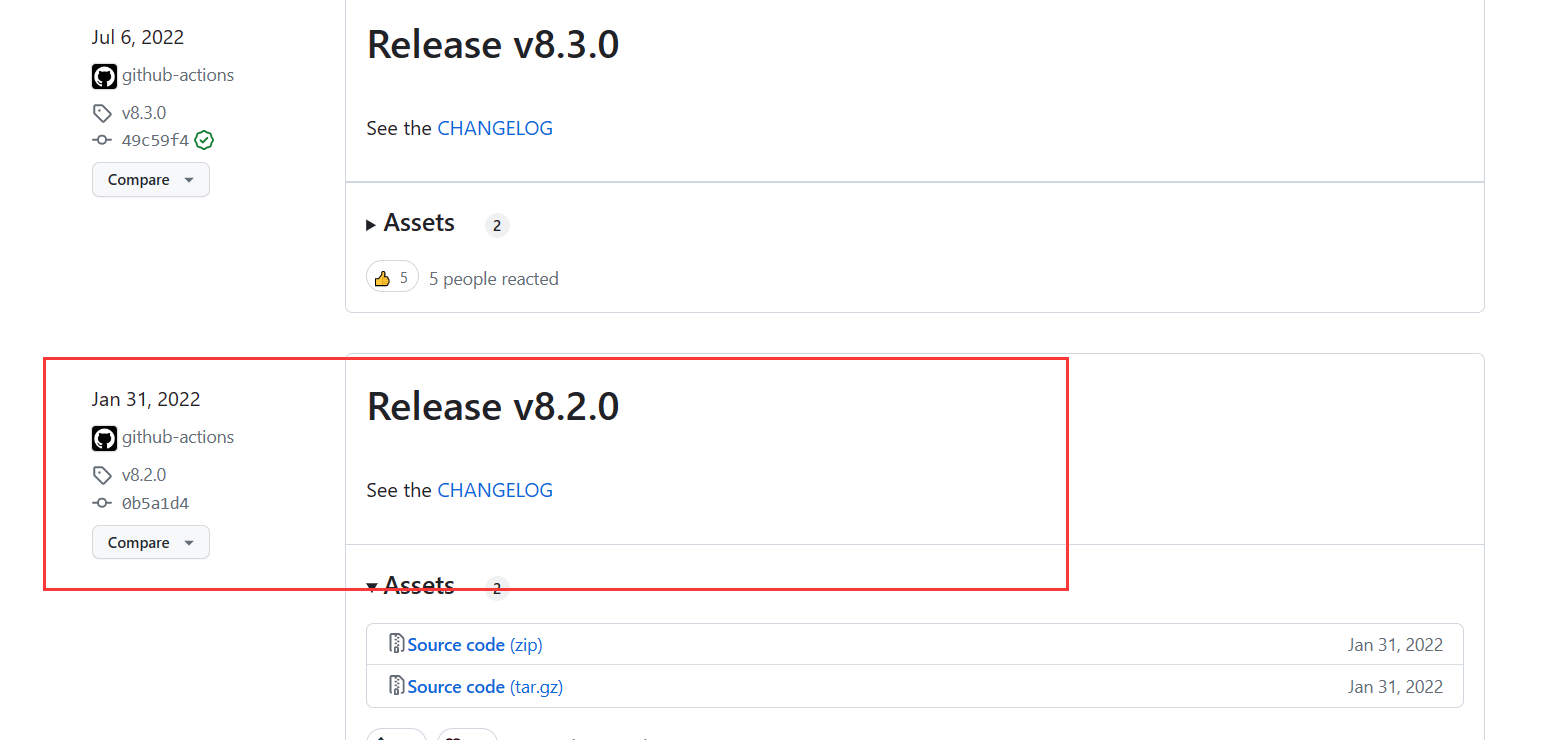 Jul 6, 2022
github-actions
v8.3.0
49c59f4
Compare
Release v8.3.0
See the CHANGELOG
Assets 2
5 5 people reacted
Jan 31, 2022
github-actions
v8.2.0
0b5a1d4
Compare
Release v8.2.0
See the CHANGELOG
Assets 2
Source code (zip) Jan 31, 2022
Source code (tar.gz) Jan 31, 2022